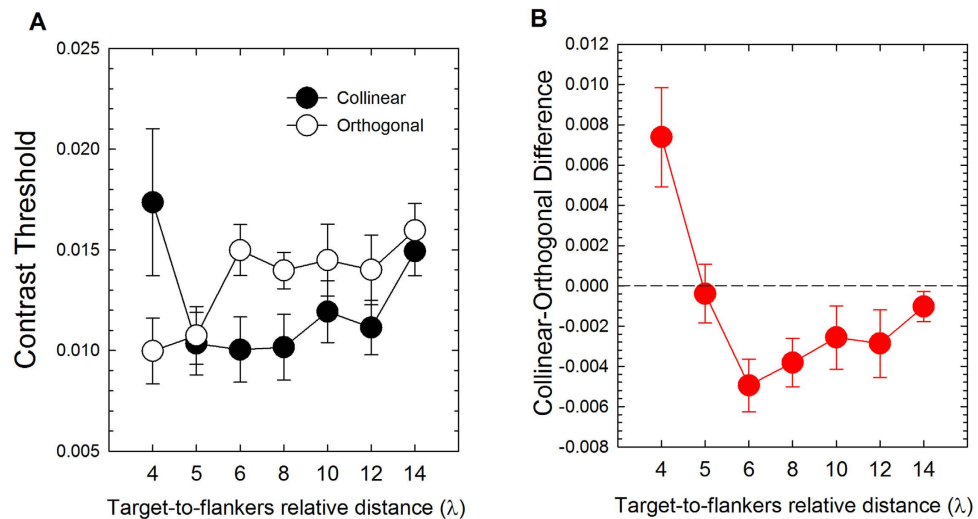 A
0.025
0.020
0.015
0.010
0.005
Contrast Threshold
Collinear
Orthogonal
4 5 6 8 10 12 14
Target-to-flankers relative distance (λ)
B
0.012
0.010
0.008
0.006
0.004
0.002
0.000
-0.002
-0.004
-0.006
-0.008
Collinear-Orthogonal Difference
4 5 6 8 10 12 14
Target-to-flankers relative distance (λ)